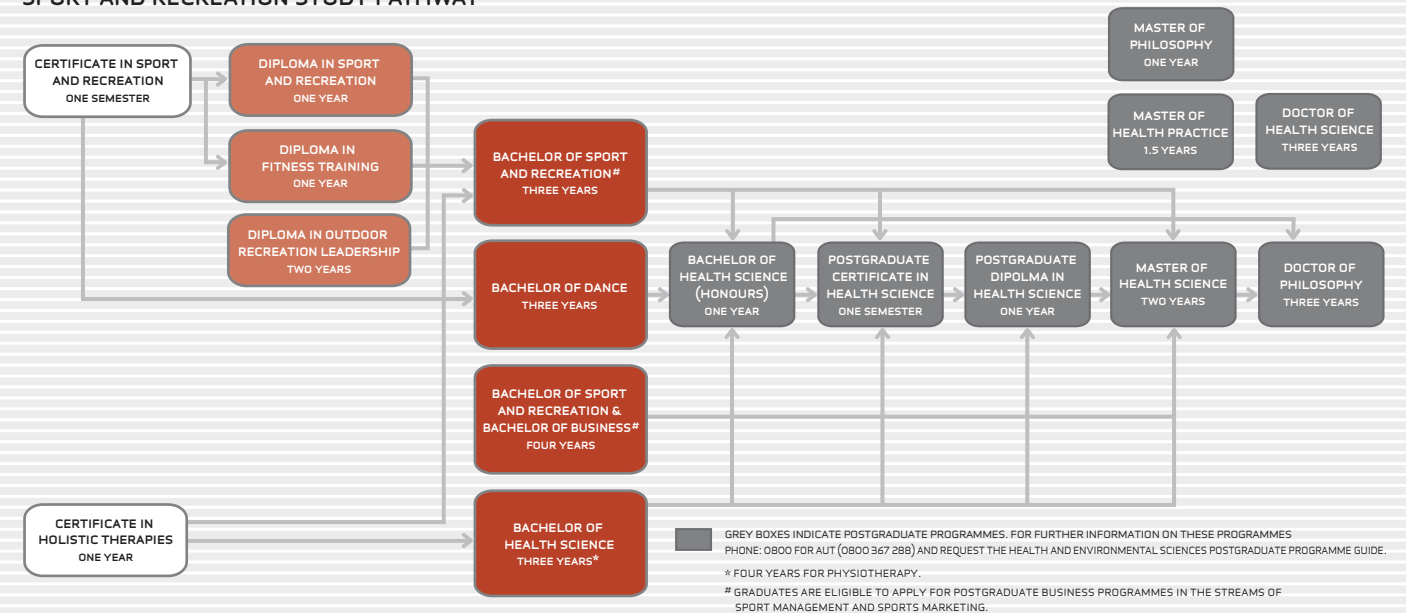 SPORT AND RECREATION STUDY PATHWAY
CERTIFICATE IN SPORT
AND RECREATION
ONE SEMESTER
DIPLOMA IN SPORT
AND RECREATION
ONE YEAR
DIPLOMA IN
FITNESS TRAINING
ONE YEAR
DIPLOMA IN OUTDOOR
RECREATION LEADERSHIP
TWO YEARS
CERTIFICATE IN
HOLISTIC THERAPIES
ONE YEAR
BACHELOR OF SPORT
AND RECREATION#
THREE YEARS
BACHELOR OF DANCE
THREE YEARS
BACHELOR OF SPORT
AND RECREATION &
BACHELOR OF BUSINESS#
FOUR YEARS
BACHELOR OF
HEALTH SCIENCE
THREE YEARS*
BACHELOR OF
HEALTH SCIENCE
(HONOURS)
ONE YEAR
POSTGRADUATE
CERTIFICATE IN
HEALTH SCIENCE
ONE SEMESTER
POSTGRADUATE
DIPOLMA IN
HEALTH SCIENCE
ONE YEAR
MASTER OF
PHILOSOPHY
ONE YEAR
MASTER OF
HEALTH PRACTICE
1.5 YEARS
DOCTOR OF
HEALTH SCIENCE
THREE YEARS
MASTER OF
HEALTH SCIENCE
TWO YEARS
DOCTOR OF
PHILOSOPHY
THREE YEARS
GREY BOXES INDICATE POSTGRADUATE PROGRAMMES. FOR FURTHER INFORMATION ON THESE PROGRAMMES
PHONE: 0800 FOR AUT (0800 367 288) AND REQUEST THE HEALTH AND ENVIRONMENTAL SCIENCES POSTGRADUATE PROGRAMME GUIDE.
* FOUR YEARS FOR PHYSIOTHERAPY.
# GRADUATES ARE ELIGIBLE TO APPLY FOR POSTGRADUATE BUSINESS PROGRAMMES IN THE STREAMS OF
SPORT MANAGEMENT AND SPORTS MARKETING.